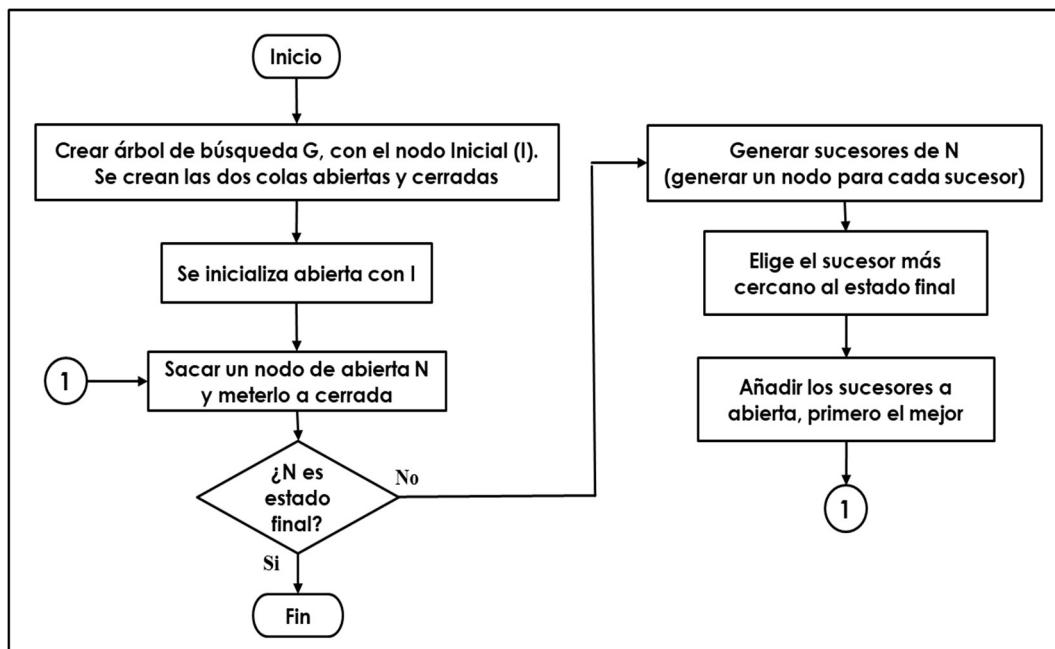 Inicio
Crear árbol de búsqueda G, con el nodo Inicial (I).
Se crean las dos colas abiertas y cerradas
Se inicializa abierta con I
1
Sacar un nodo de abierta N
y meterlo a cerrada
¿N es
estado
final?
No
Si
Fin
Generar sucesores de N
(generar un nodo para cada sucesor)
Elige el sucesor más
cercano al estado final
Añadir los sucesores a
abierta, primero el mejor
1